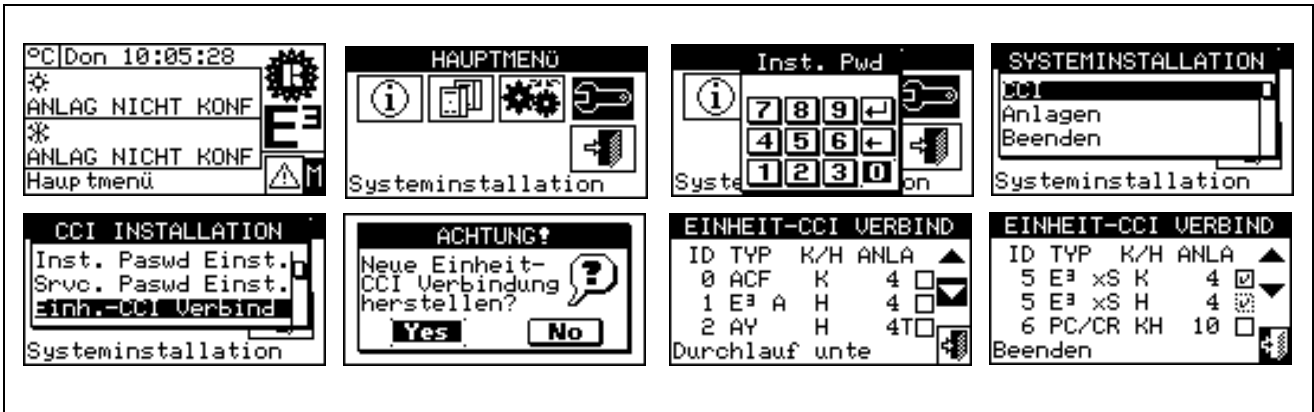 °C Don 10:05:28
ANLAG NICHT KONF
ANLAG NICHT KONF
E³
Hauptmenü
M
HAUPTMENÜ
Systeminstallation
Inst. Pwd
7 8 9
4 5 6
1 2 3 0
Syste
on
SYSTEMINSTALLATION
CCI
Anlagen
Beenden
Systeminstallation
CCI INSTALLATION
Inst. Paswd Einst.
Srvc. Paswd Einst.
Einh.-CCI Verbind
Systeminstallation
ACHTUNG!
Neue Einheit-
CCI Verbindung
herstellen?
?
Yes No
EINHEIT-CCI VERBIND
ID TYP K/H ANLA
0 ACF K 4
1 E³ A H 4
2 AY H 4T
Durchlauf unte
EINHEIT-CCI VERBIND
ID TYP K/H ANLA
5 E³ xS K 4
5 E³ xS H 4
6 PC/CR KH 10
Beenden